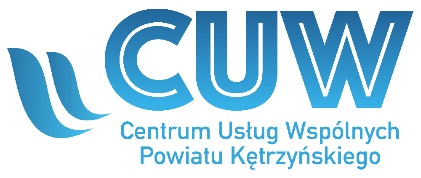 CUW
Centrum Usług Wspólnych
Powiatu Kętrzyńskiego